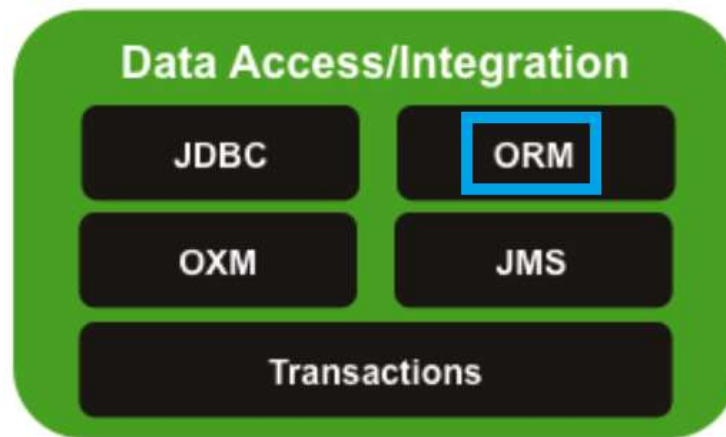 Data Access/Integration
JDBC
ORM
OXM
JMS
Transactions